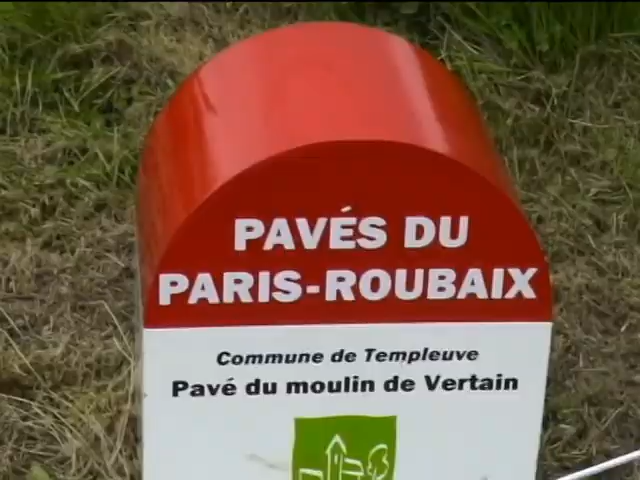 PAVÉS DU
PARIS-ROUBAIX
Commune de Templeuve
Pavé du moulin de Vertain